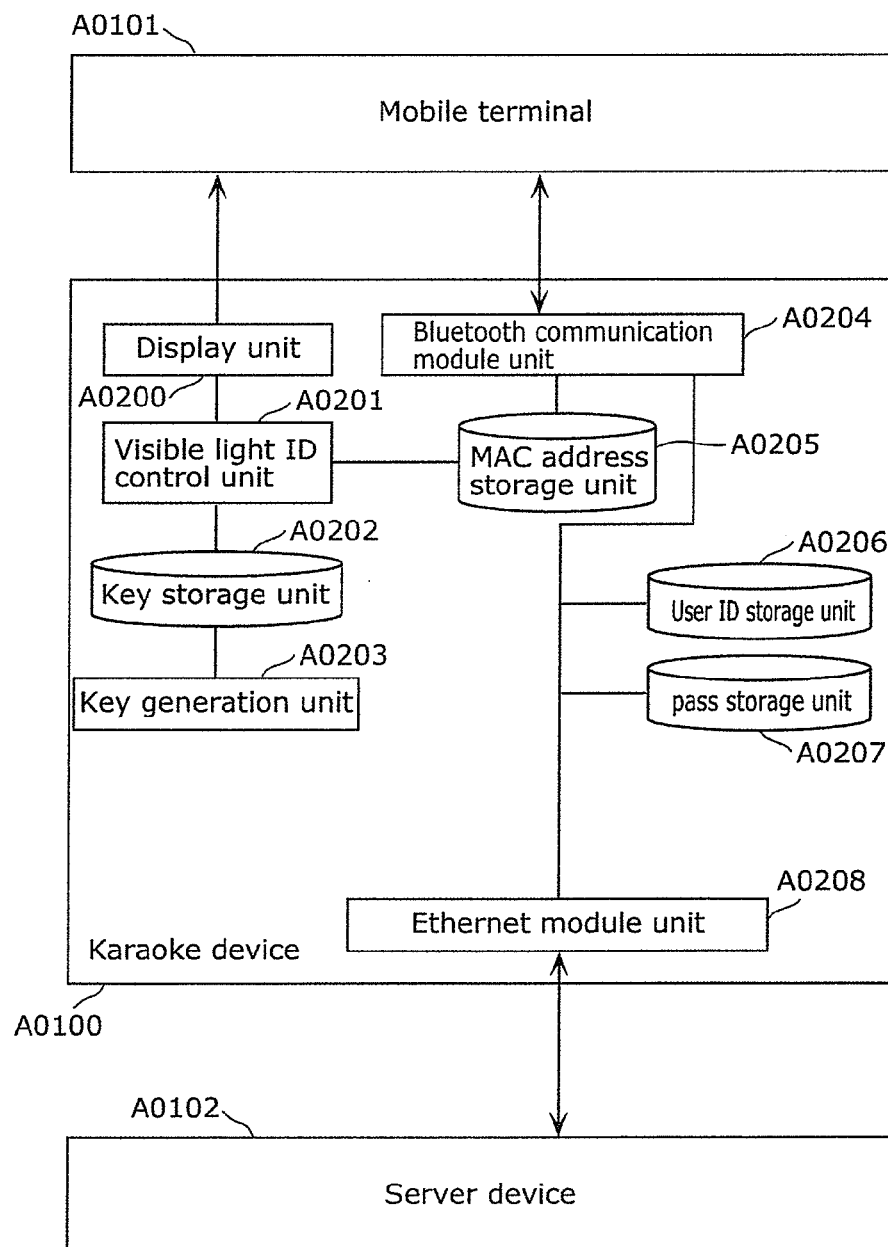 A0101
Mobile terminal
Display unit
A0200
Bluetooth communication
module unit
A0204
A0201
Visible light ID
control unit
MAC address
storage unit
A0205
A0202
Key storage unit
A0206
User ID storage unit
A0203
Key generation unit
pass storage unit
A0207
A0208
Ethernet module unit
Karaoke device
A0100
A0102
Server device